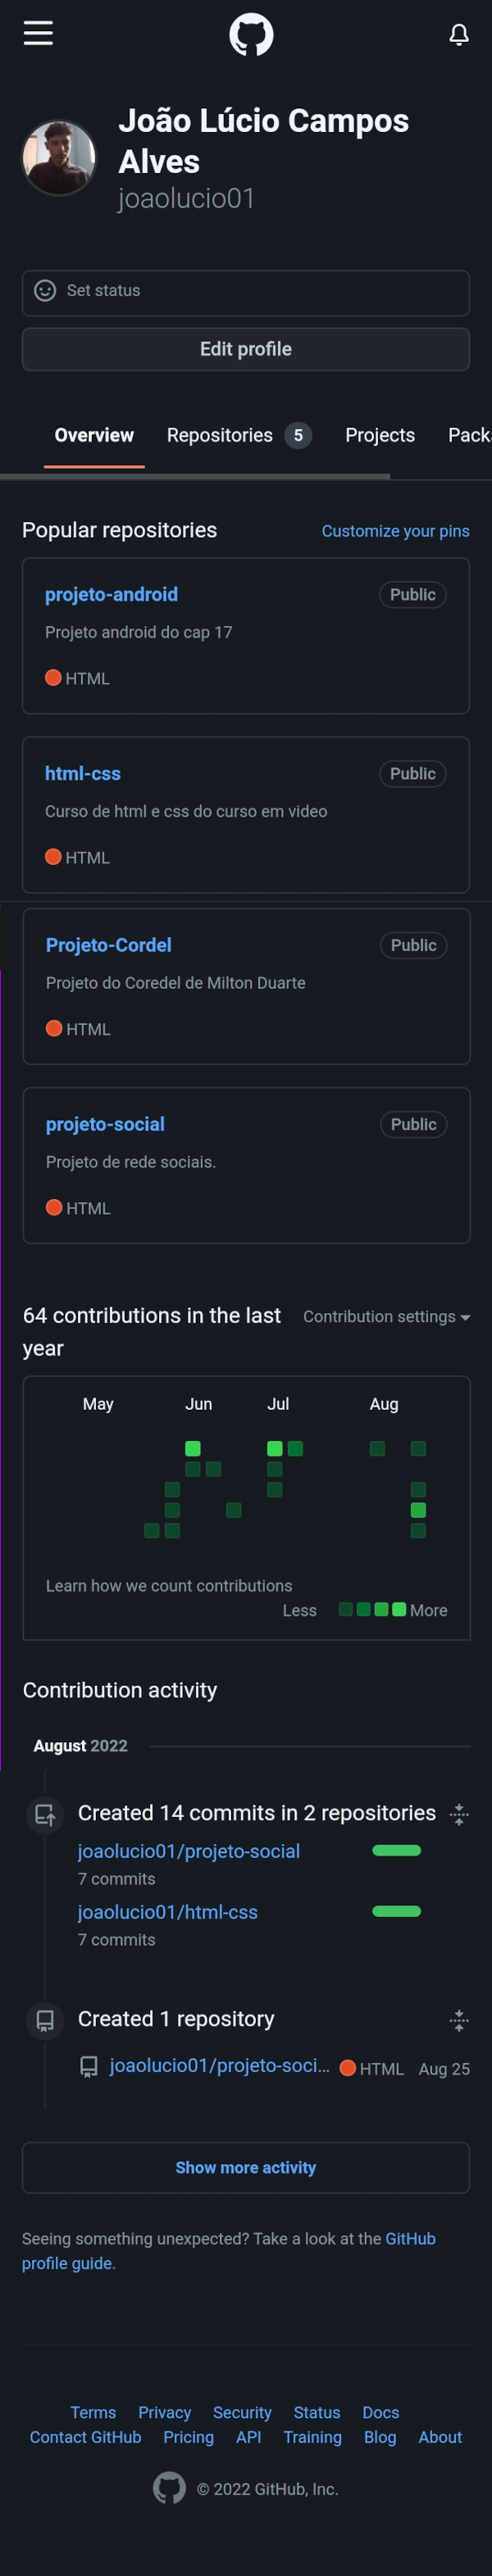 João Lúcio Campos
Alves
joaolucio01
Set status
Edit profile
Overview Repositories 5 Projects Pack
Popular repositories Customize your pins
projeto-android Public
Projeto android do cap 17
HTML
html-css Public
Curso de html e css do curso em video
HTML
Projeto-Cordel Public
Projeto do Coredel de Milton Duarte
HTML
projeto-social Public
Projeto de rede sociais.
HTML
64 contributions in the last Contribution settings
year
May Jun Jul Aug
Learn how we count contributions
Less More
Contribution activity
August 2022
Created 14 commits in 2 repositories
joaolucio01/projeto-social
7 commits
joaolucio01/html-css
7 commits
Created 1 repository
joaolucio01/projeto-soci... HTML Aug 25
Show more activity
Seeing something unexpected? Take a look at the GitHub
profile guide.
Terms Privacy Security Status Docs
Contact GitHub Pricing API Training Blog About
© 2022 GitHub, Inc.